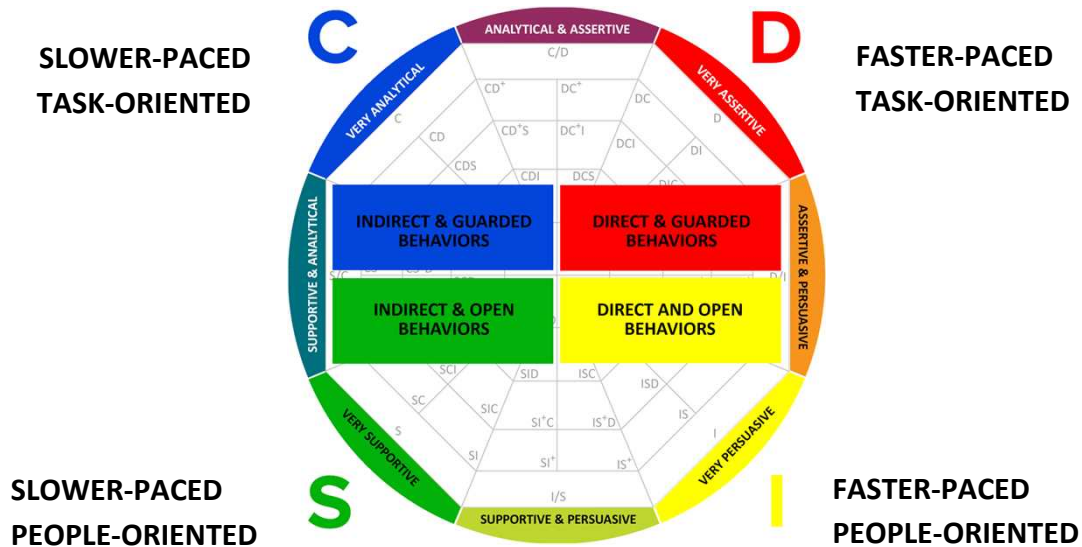 C
D
ANALYTICAL & ASSERTIVE
SLOWER-PACED
TASK-ORIENTED
FASTER-PACED
TASK-ORIENTED
VERY ANALYTICAL
VERY ASSERTIVE
C/D
CD⁺
DC⁺
DC
C
D
CD
CD⁺S
DC⁺I
DCI
DI
CDS
CDI
DCS
SUPPORTIVE & ANALYTICAL
ASSERTIVE & PERSUASIVE
INDIRECT & GUARDED
BEHAVIORS
DIRECT & GUARDED
BEHAVIORS
S/C
D/I
INDIRECT & OPEN
BEHAVIORS
DIRECT AND OPEN
BEHAVIORS
SCI
SID
ISC
ISD
SC
SIC
SI⁺C
IS⁺D
IS
S
I
SI
SI⁺
IS⁺
VERY SUPPORTIVE
VERY PERSUASIVE
I/S
SUPPORTIVE & PERSUASIVE
S
I
SLOWER-PACED
PEOPLE-ORIENTED
FASTER-PACED
PEOPLE-ORIENTED